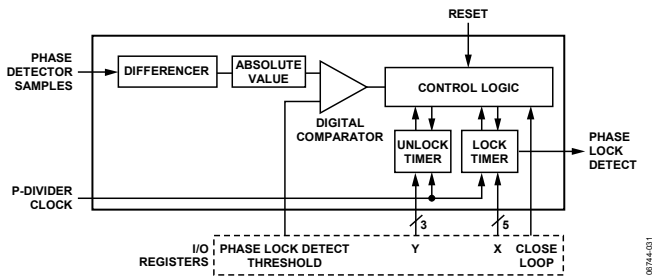 RESET
PHASE
DETECTOR
SAMPLES
DIFFERENCER
ABSOLUTE
VALUE
DIGITAL
COMPARATOR
CONTROL LOGIC
UNLOCK
TIMER
LOCK
TIMER
PHASE
LOCK
DETECT
P-DIVIDER
CLOCK
3
5
I/O
REGISTERS
PHASE LOCK DETECT
THRESHOLD
Y
X
CLOSE
LOOP
06744-031